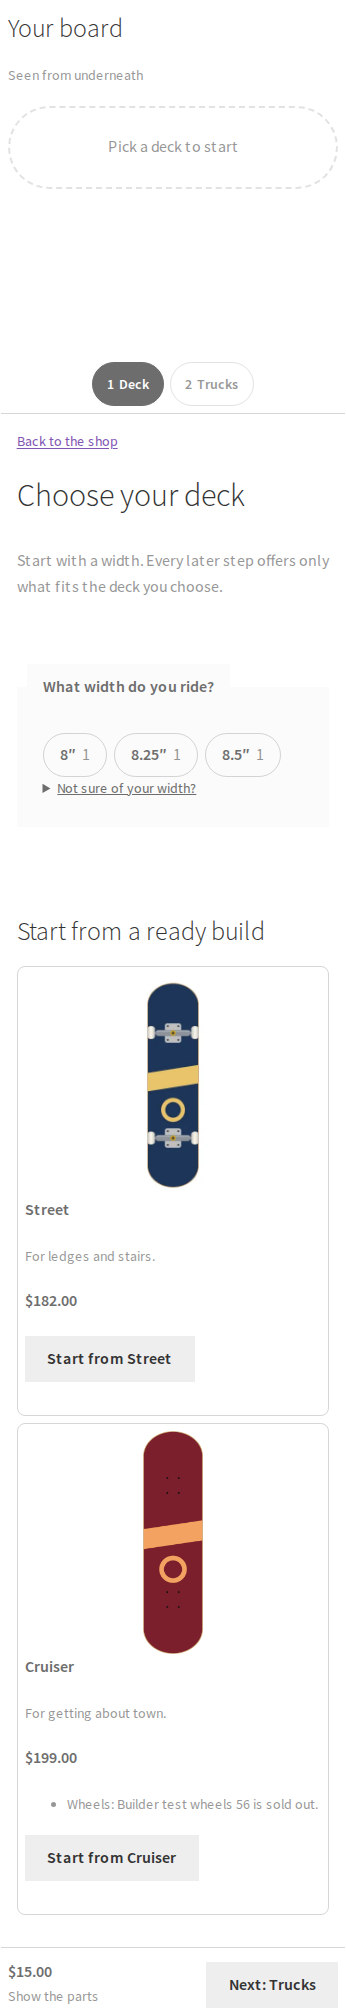 Your board
Seen from underneath
Pick a deck to start
1 Deck
2 Trucks
Back to the shop
Choose your deck
Start with a width. Every later step offers only
what fits the deck you choose.
What width do you ride?
8″ 1
8.25″ 1
8.5″ 1
Not sure of your width?
Start from a ready build
Street
For ledges and stairs.
$182.00
Start from Street
Cruiser
For getting about town.
$199.00
Wheels: Builder test wheels 56 is sold out.
Start from Cruiser
$15.00
Show the parts
Next: Trucks